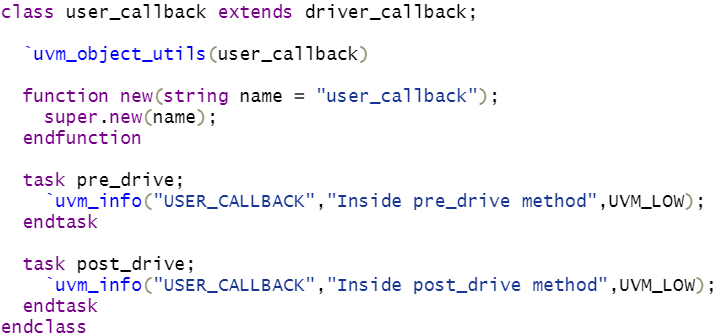 class user_callback extends driver_callback;
`uvm_object_utils(user_callback)
function new(string name = "user_callback");
super.new(name);
endfunction
task pre_drive;
`uvm_info("USER_CALLBACK","Inside pre_drive method",UVM_LOW);
endtask
task post_drive;
`uvm_info("USER_CALLBACK","Inside post_drive method",UVM_LOW);
endtask
endclass